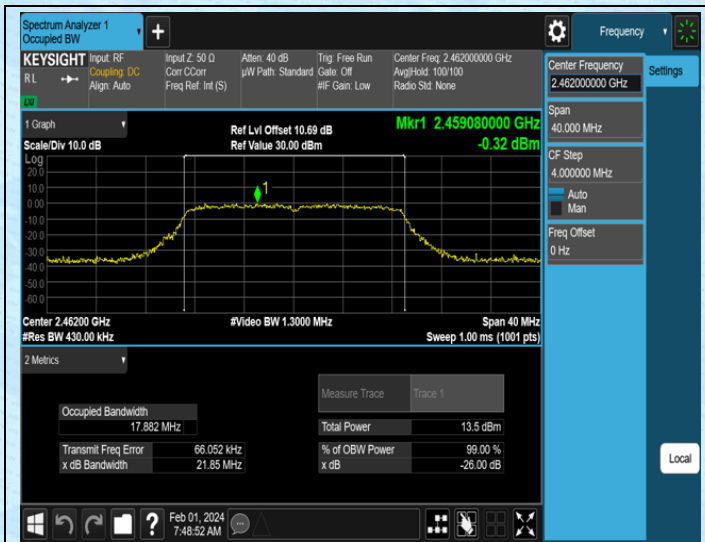 Spectrum Analyzer 1
Occupied BW
+
Frequency
KEYSIGHT
R L
LXI
Input: RF
Coupling: DC
Align: Auto
Input Z: 50 Ω
Corr CCorr
Freq Ref: Int (S)
Atten: 40 dB
µW Path: Standard
Trig: Free Run
Gate: Off
#IF Gain: Low
Center Freq: 2.462000000 GHz
Avg|Hold: 100/100
Radio Std: None
Center Frequency
2.462000000 GHz
Settings
Span
40.000 MHz
CF Step
4.000000 MHz
Auto
Man
Freq Offset
0 Hz
1 Graph
Scale/Div 10.0 dB
Ref Lvl Offset 10.69 dB
Ref Value 30.00 dBm
Mkr1 2.459080000 GHz
-0.32 dBm
Log
20.0
10.0
0.00
-10.0
-20.0
-30.0
-40.0
-50.0
-60.0
1
Center 2.46200 GHz
#Res BW 430.00 kHz
#Video BW 1.3000 MHz
Span 40 MHz
Sweep 1.00 ms (1001 pts)
2 Metrics
Measure Trace Trace 1
Occupied Bandwidth
17.882 MHz
Total Power 13.5 dBm
Transmit Freq Error 66.052 kHz
% of OBW Power 99.00 %
x dB Bandwidth 21.85 MHz
x dB -26.00 dB
Local
?
Feb 01, 2024
7:48:52 AM